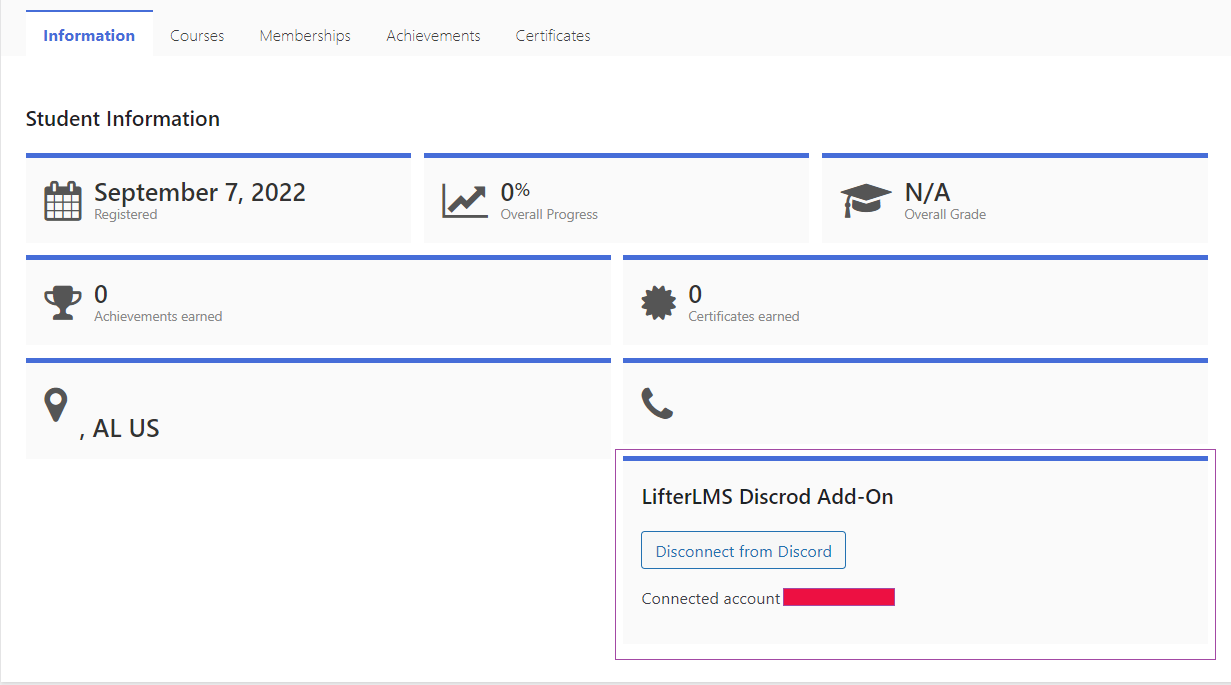 Information Courses Memberships Achievements Certificates
Student Information
September 7, 2022
Registered
0%
Overall Progress
N/A
Overall Grade
0
Achievements earned
0
Certificates earned
, AL US
LifterLMS Discrod Add-On
Disconnect from Discord
Connected account